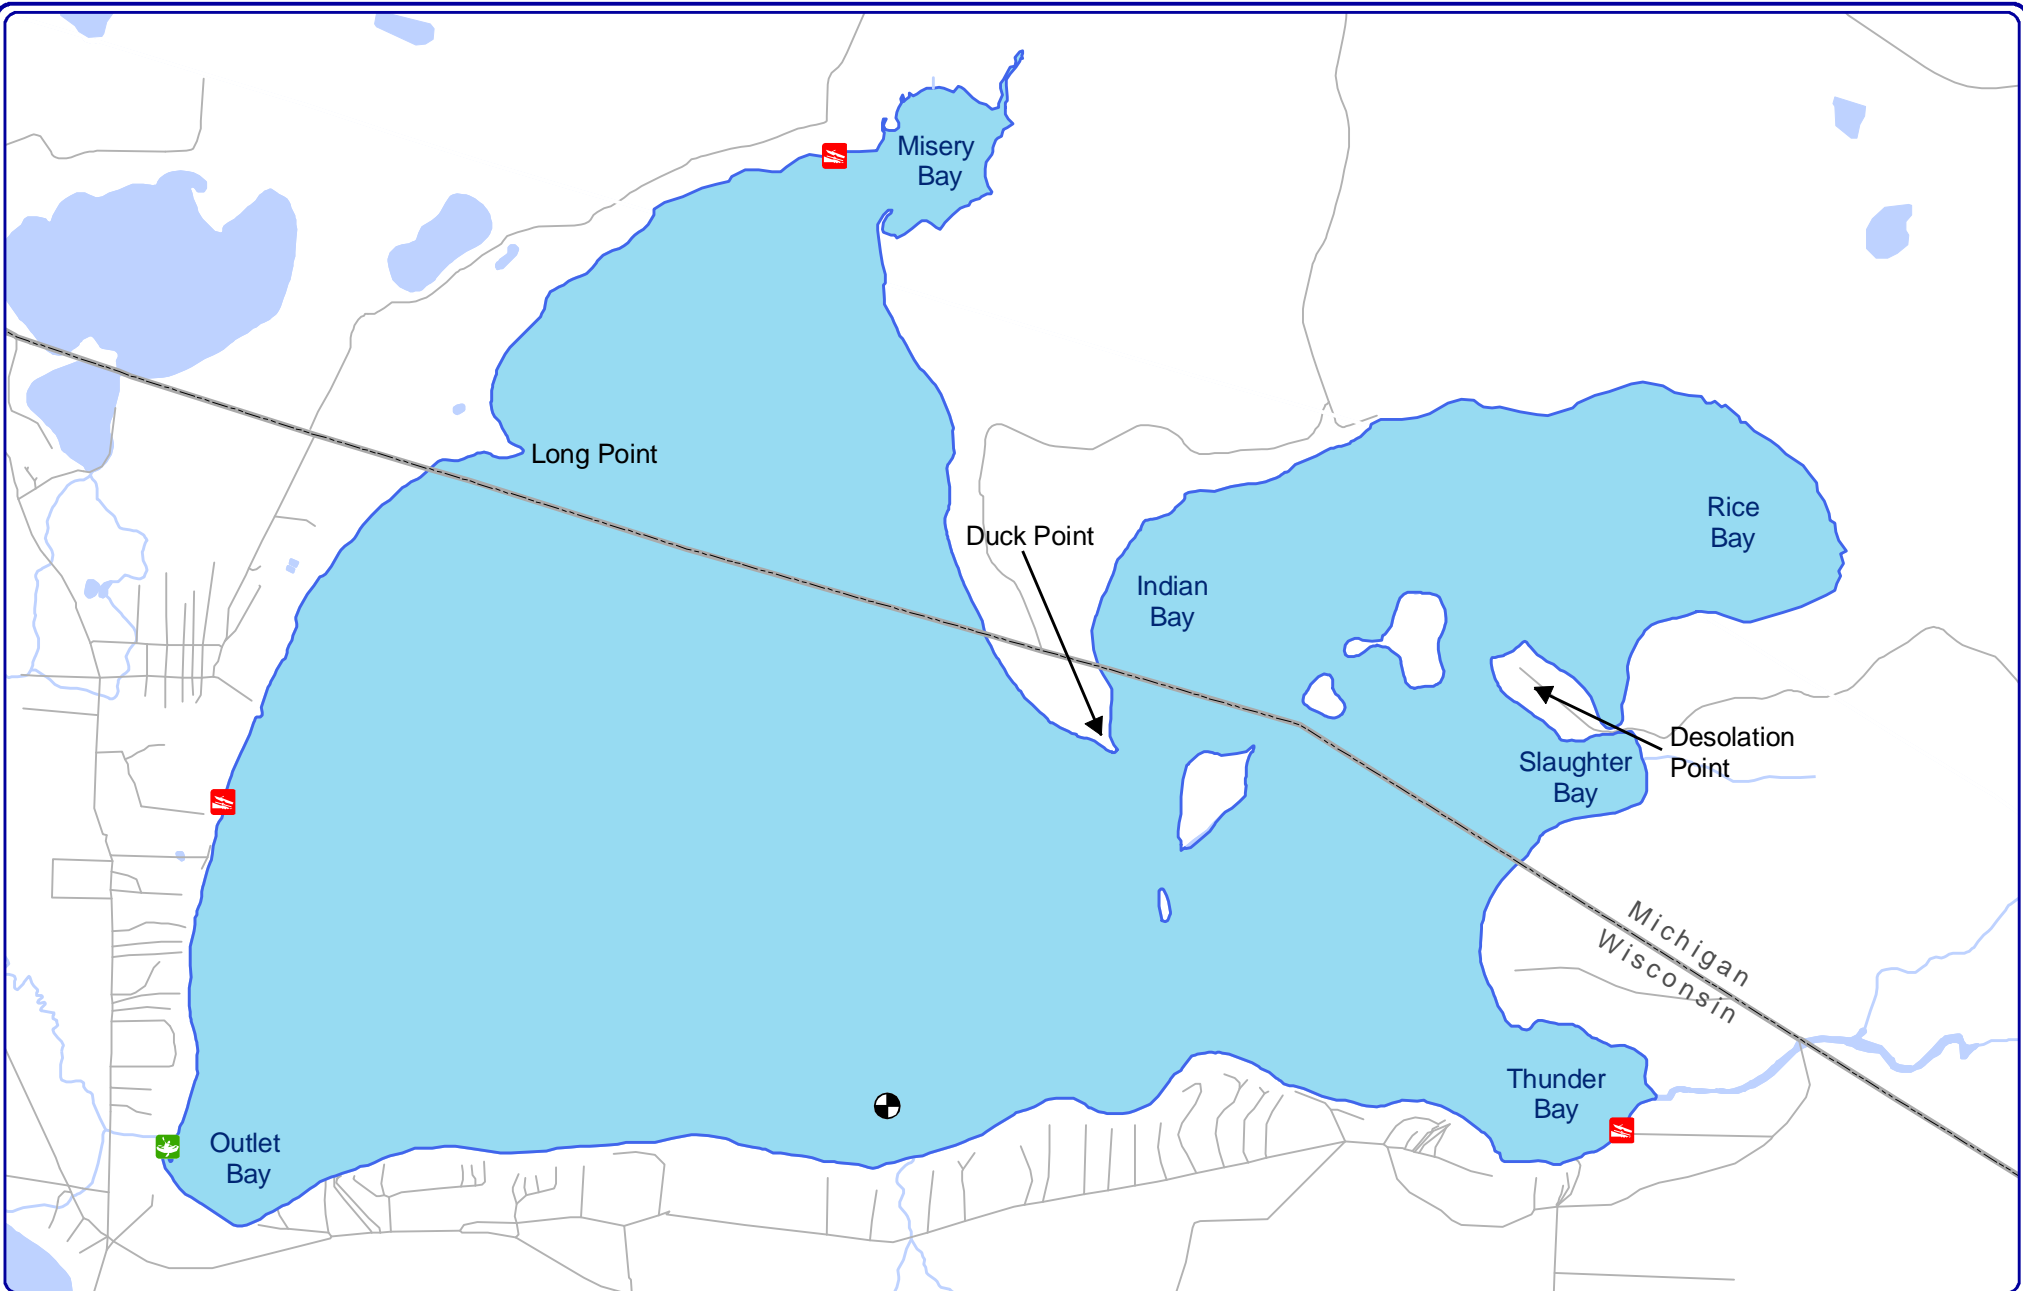 Misery
Bay
Long Point
Rice
Bay
Duck Point
Indian
Bay
Desolation
Point
Slaughter
Bay
Michigan
Wisconsin
Thunder
Bay
Outlet
Bay